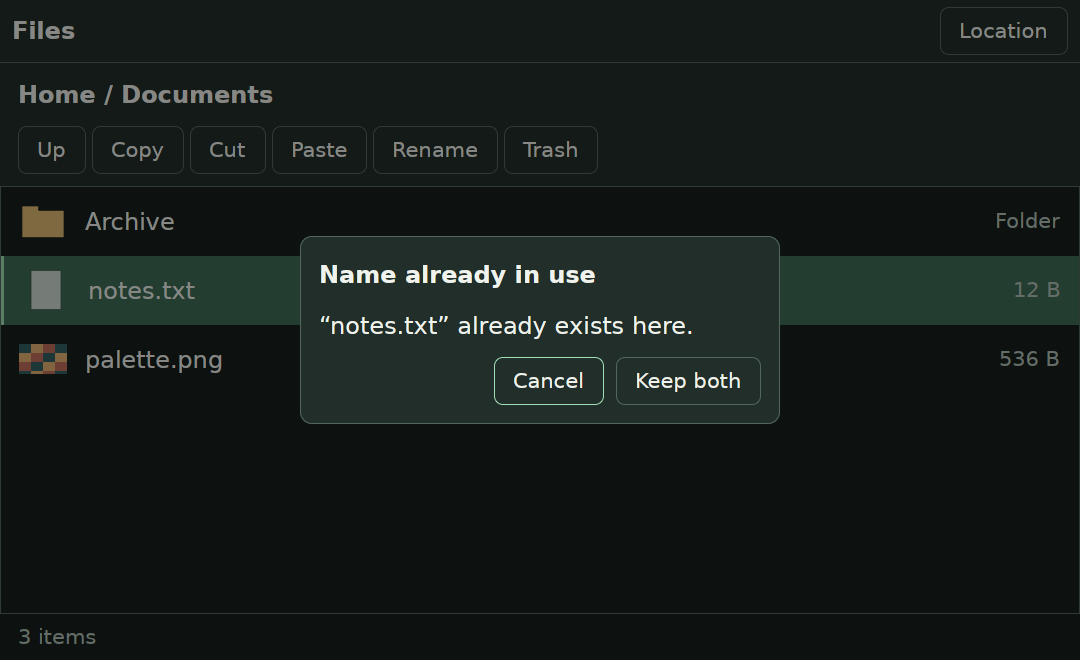 Files
Location
Home / Documents
Up Copy Cut Paste Rename Trash
Archive Folder
notes.txt 12 B
palette.png 536 B
Name already in use
“notes.txt” already exists here.
Cancel Keep both
3 items